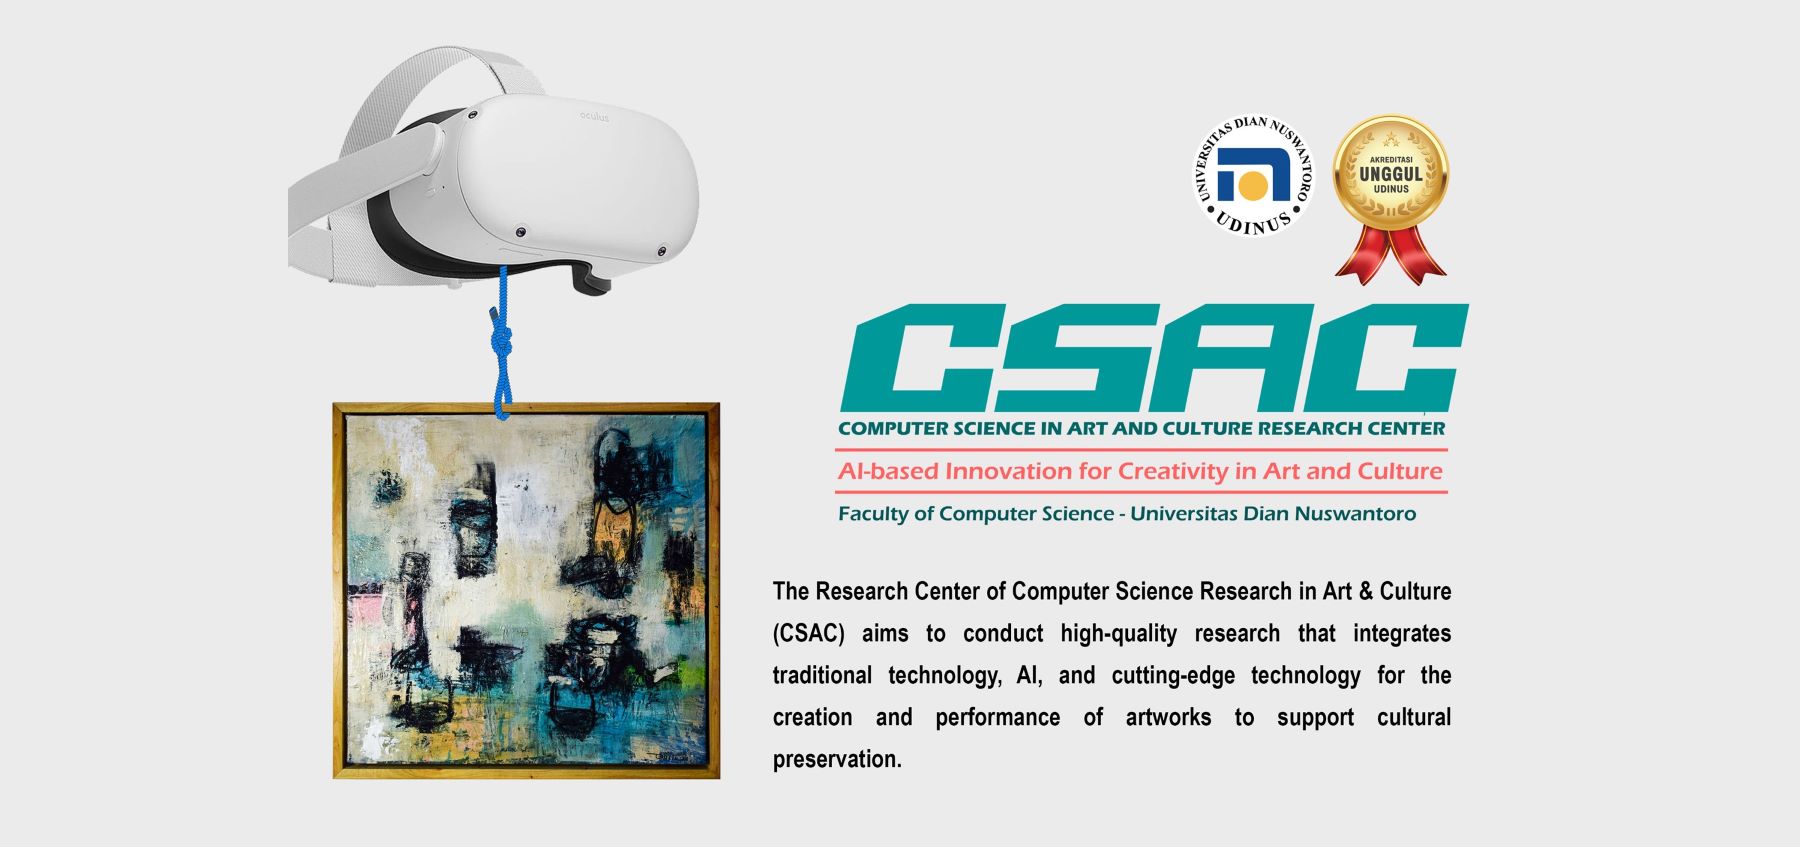 oculus
UNIVERSITAS DIAN NUSWANTORO
UDINUS
AKREDITASI
UNGGUL
UDINUS
CSAC
COMPUTER SCIENCE IN ART AND CULTURE RESEARCH CENTER
AI-based Innovation for Creativity in Art and Culture
Faculty of Computer Science - Universitas Dian Nuswantoro
The Research Center of Computer Science Research in Art & Culture
(CSAC) aims to conduct high-quality research that integrates
traditional technology, AI, and cutting-edge technology for the
creation and performance of artworks to support cultural
preservation.